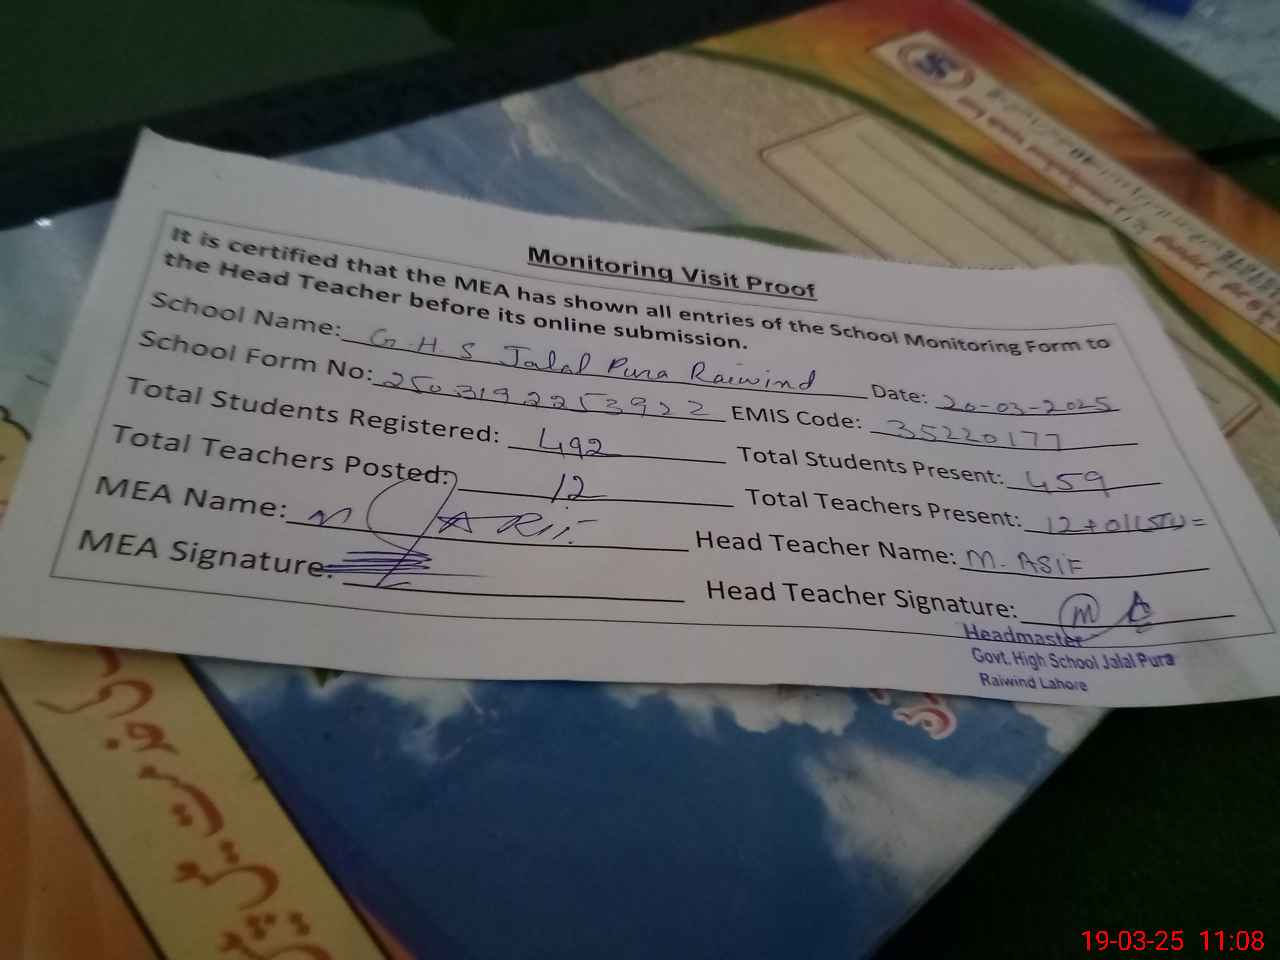 Monitoring Visit Proof
It is certified that the MEA has shown all entries of the School Monitoring Form to
the Head Teacher before its online submission.
School Name: G.H.S Jalal Pura Raiwind Date: 20-03-2025
School Form No: 2503192253922 EMIS Code: 35220177
Total Students Registered: 492 Total Students Present: 459
Total Teachers Posted: 12 Total Teachers Present: 12+01(STI)=
MEA Name: Head Teacher Name: M. ASIF
MEA Signature: Head Teacher Signature:
Headmaster
Govt. High School Jalal Pura
Raiwind Lahore
19-03-25 11:08